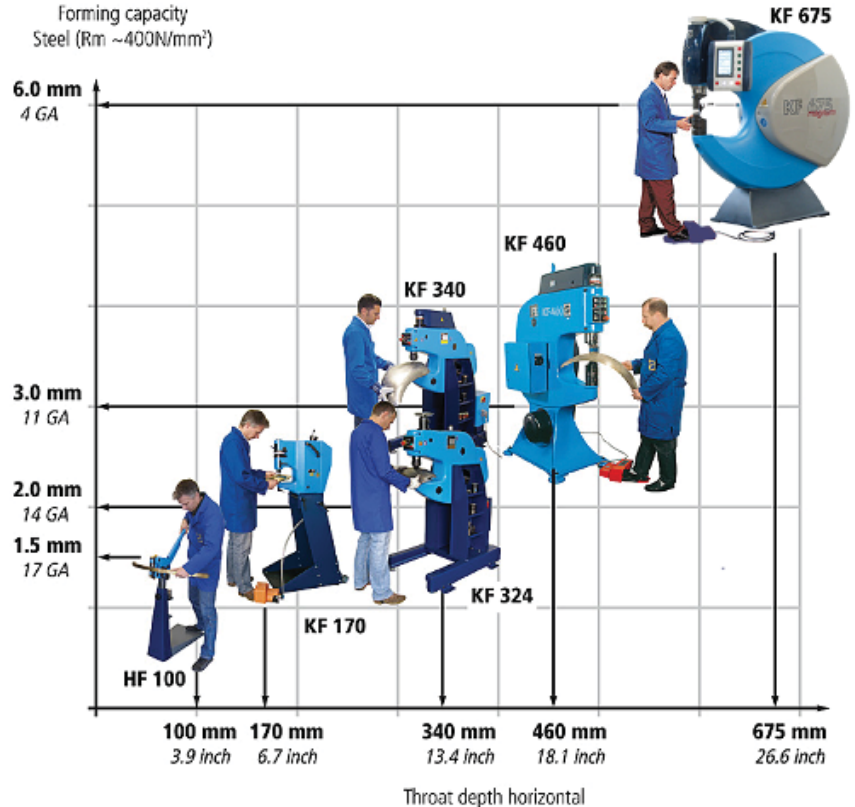 Forming capacity
Steel (Rm ~400N/mm²)
KF 675
6.0 mm
4 GA
KF 460
KF 340
KF-460
3.0 mm
11 GA
2.0 mm
14 GA
1.5 mm
17 GA
KF 324
KF 170
HF 100
100 mm
3.9 inch
170 mm
6.7 inch
340 mm
13.4 inch
460 mm
18.1 inch
675 mm
26.6 inch
Throat depth horizontal